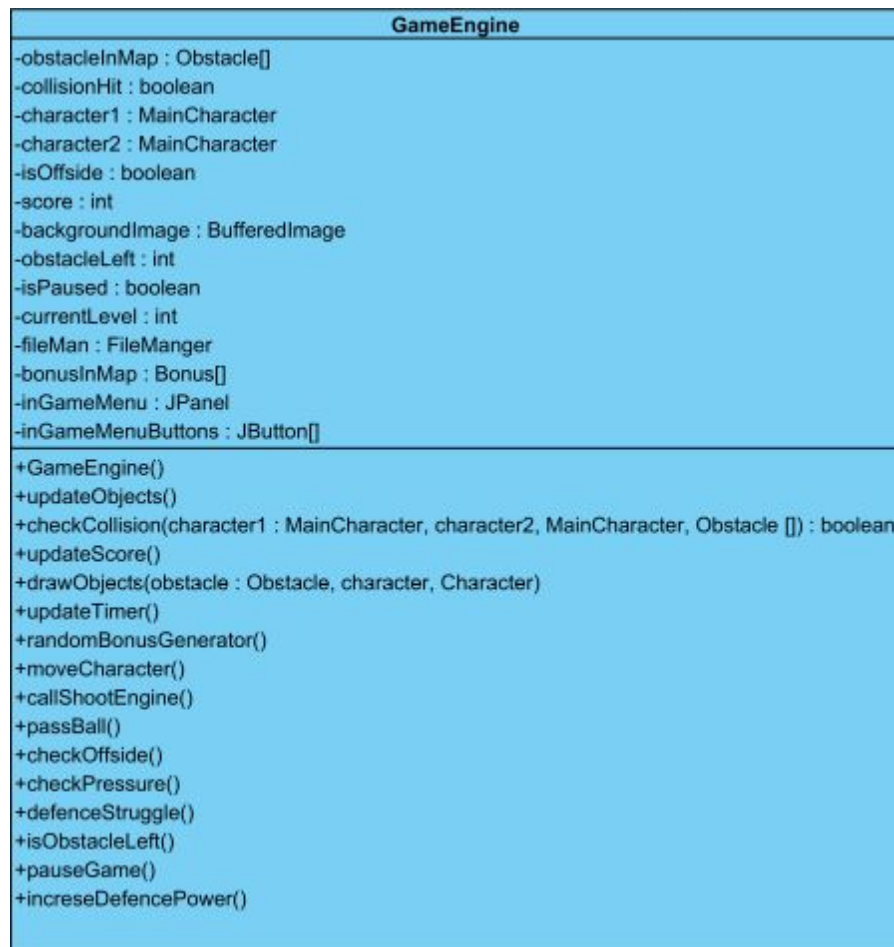 GameEngine
-obstacleInMap : Obstacle[]
-collisionHit : boolean
-character1 : MainCharacter
-character2 : MainCharacter
-isOffside : boolean
-score : int
-backgroundImage : BufferedImage
-obstacleLeft : int
-isPaused : boolean
-currentLevel : int
-fileMan : FileManger
-bonusInMap : Bonus[]
-inGameMenu : JPanel
-inGameMenuButtons : JButton[]
+GameEngine()
+updateObjects()
+checkCollision(character1 : MainCharacter, character2, MainCharacter, Obstacle []) : boolean
+updateScore()
+drawObjects(obstacle : Obstacle, character, Character)
+updateTimer()
+randomBonusGenerator()
+moveCharacter()
+callShootEngine()
+passBall()
+checkOffside()
+checkPressure()
+defenceStruggle()
+isObstacleLeft()
+pauseGame()
+increseDefencePower()